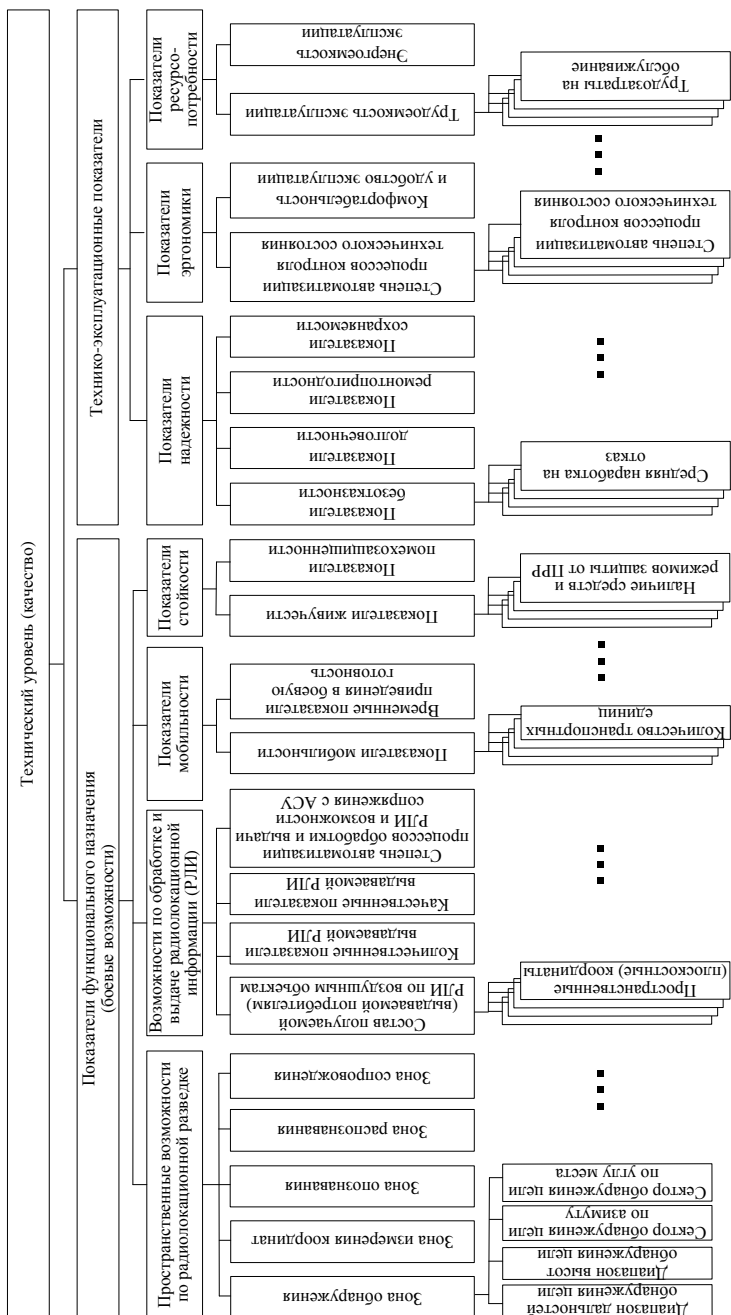 Технический уровень (качество)
Показатели функционального назначения
(боевые возможности)
Технико-эксплуатационные показатели
Пространственные возможности
по радиолокационной разведке
Возможности по обработке и
выдаче радиолокационной
информации (РЛИ)
Показатели
мобильности
Показатели
стойкости
Показатели
надежности
Показатели
эргономики
Показатели
ресурсо-
потребности
Зона обнаружения
Зона измерения координат
Зона опознавания
Зона распознавания
Зона сопровождения
Состав получаемой
(выдаваемой потребителям)
РЛИ по воздушным объектам
Количественные показатели
выдаваемой РЛИ
Качественные показатели
выдаваемой РЛИ
Степень автоматизации
процессов обработки и выдачи
РЛИ и возможности
сопряжения с АСУ
Показатели мобильности
Временные показатели
приведения в боевую
готовность
Показатели живучести
Показатели
помехозащищенности
Показатели
безотказности
Показатели
долговечности
Показатели
ремонтопригодности
Показатели
сохраняемости
Степень автоматизации
процессов контроля
технического состояния
Комфортабельность
и удобство эксплуатации
Трудоемкость эксплуатации
Энергоемкость
эксплуатации
Диапазон дальностей
обнаружения цели
Диапазон высот
обнаружения цели
Сектор обнаружения цели
по азимуту
Сектор обнаружения цели
по углу места
Пространственные
(плоскостные) координаты
Количество транспортных
единиц
Наличие средств и
режимов защиты от ПРР
Средняя наработка на
отказ
Степень автоматизации
процессов контроля
технического состояния
Трудозатраты на
обслуживание